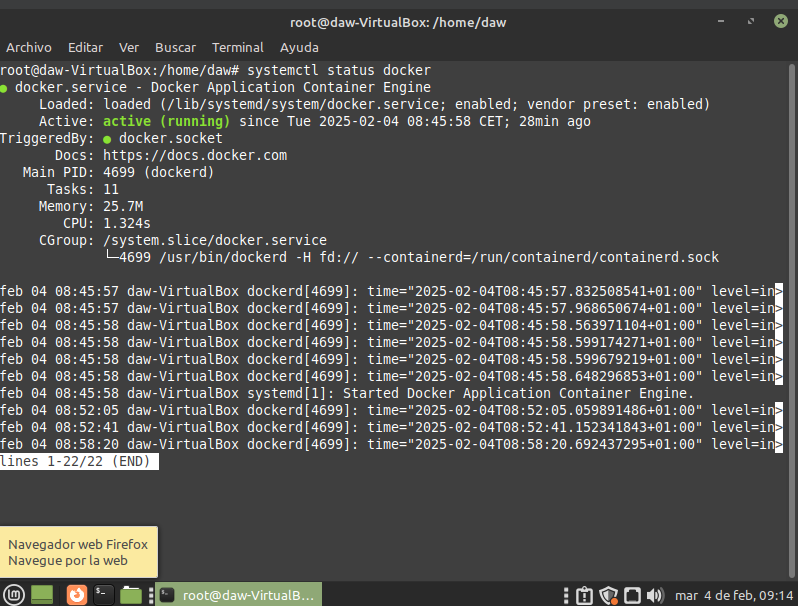 root@daw-VirtualBox: /home/daw
Archivo Editar Ver Buscar Terminal Ayuda
root@daw-VirtualBox:/home/daw# systemctl status docker
● docker.service - Docker Application Container Engine
Loaded: loaded (/lib/systemd/system/docker.service; enabled; vendor preset: enabled)
Active: active (running) since Tue 2025-02-04 08:45:58 CET; 28min ago
TriggeredBy: ● docker.socket
Docs: https://docs.docker.com
Main PID: 4699 (dockerd)
Tasks: 11
Memory: 25.7M
CPU: 1.324s
CGroup: /system.slice/docker.service
└─4699 /usr/bin/dockerd -H fd:// --containerd=/run/containerd/containerd.sock
feb 04 08:45:57 daw-VirtualBox dockerd[4699]: time="2025-02-04T08:45:57.832508541+01:00" level=in>
feb 04 08:45:57 daw-VirtualBox dockerd[4699]: time="2025-02-04T08:45:57.968650674+01:00" level=in>
feb 04 08:45:58 daw-VirtualBox dockerd[4699]: time="2025-02-04T08:45:58.563971104+01:00" level=in>
feb 04 08:45:58 daw-VirtualBox dockerd[4699]: time="2025-02-04T08:45:58.599174271+01:00" level=in>
feb 04 08:45:58 daw-VirtualBox dockerd[4699]: time="2025-02-04T08:45:58.599679219+01:00" level=in>
feb 04 08:45:58 daw-VirtualBox dockerd[4699]: time="2025-02-04T08:45:58.648296853+01:00" level=in>
feb 04 08:45:58 daw-VirtualBox systemd[1]: Started Docker Application Container Engine.
feb 04 08:52:05 daw-VirtualBox dockerd[4699]: time="2025-02-04T08:52:05.059891486+01:00" level=in>
feb 04 08:52:41 daw-VirtualBox dockerd[4699]: time="2025-02-04T08:52:41.152341843+01:00" level=in>
feb 04 08:58:20 daw-VirtualBox dockerd[4699]: time="2025-02-04T08:58:20.692437295+01:00" level=in>
lines 1-22/22 (END)
Navegador web Firefox
Navegue por la web
root@daw-VirtualB...
mar 4 de feb, 09:14